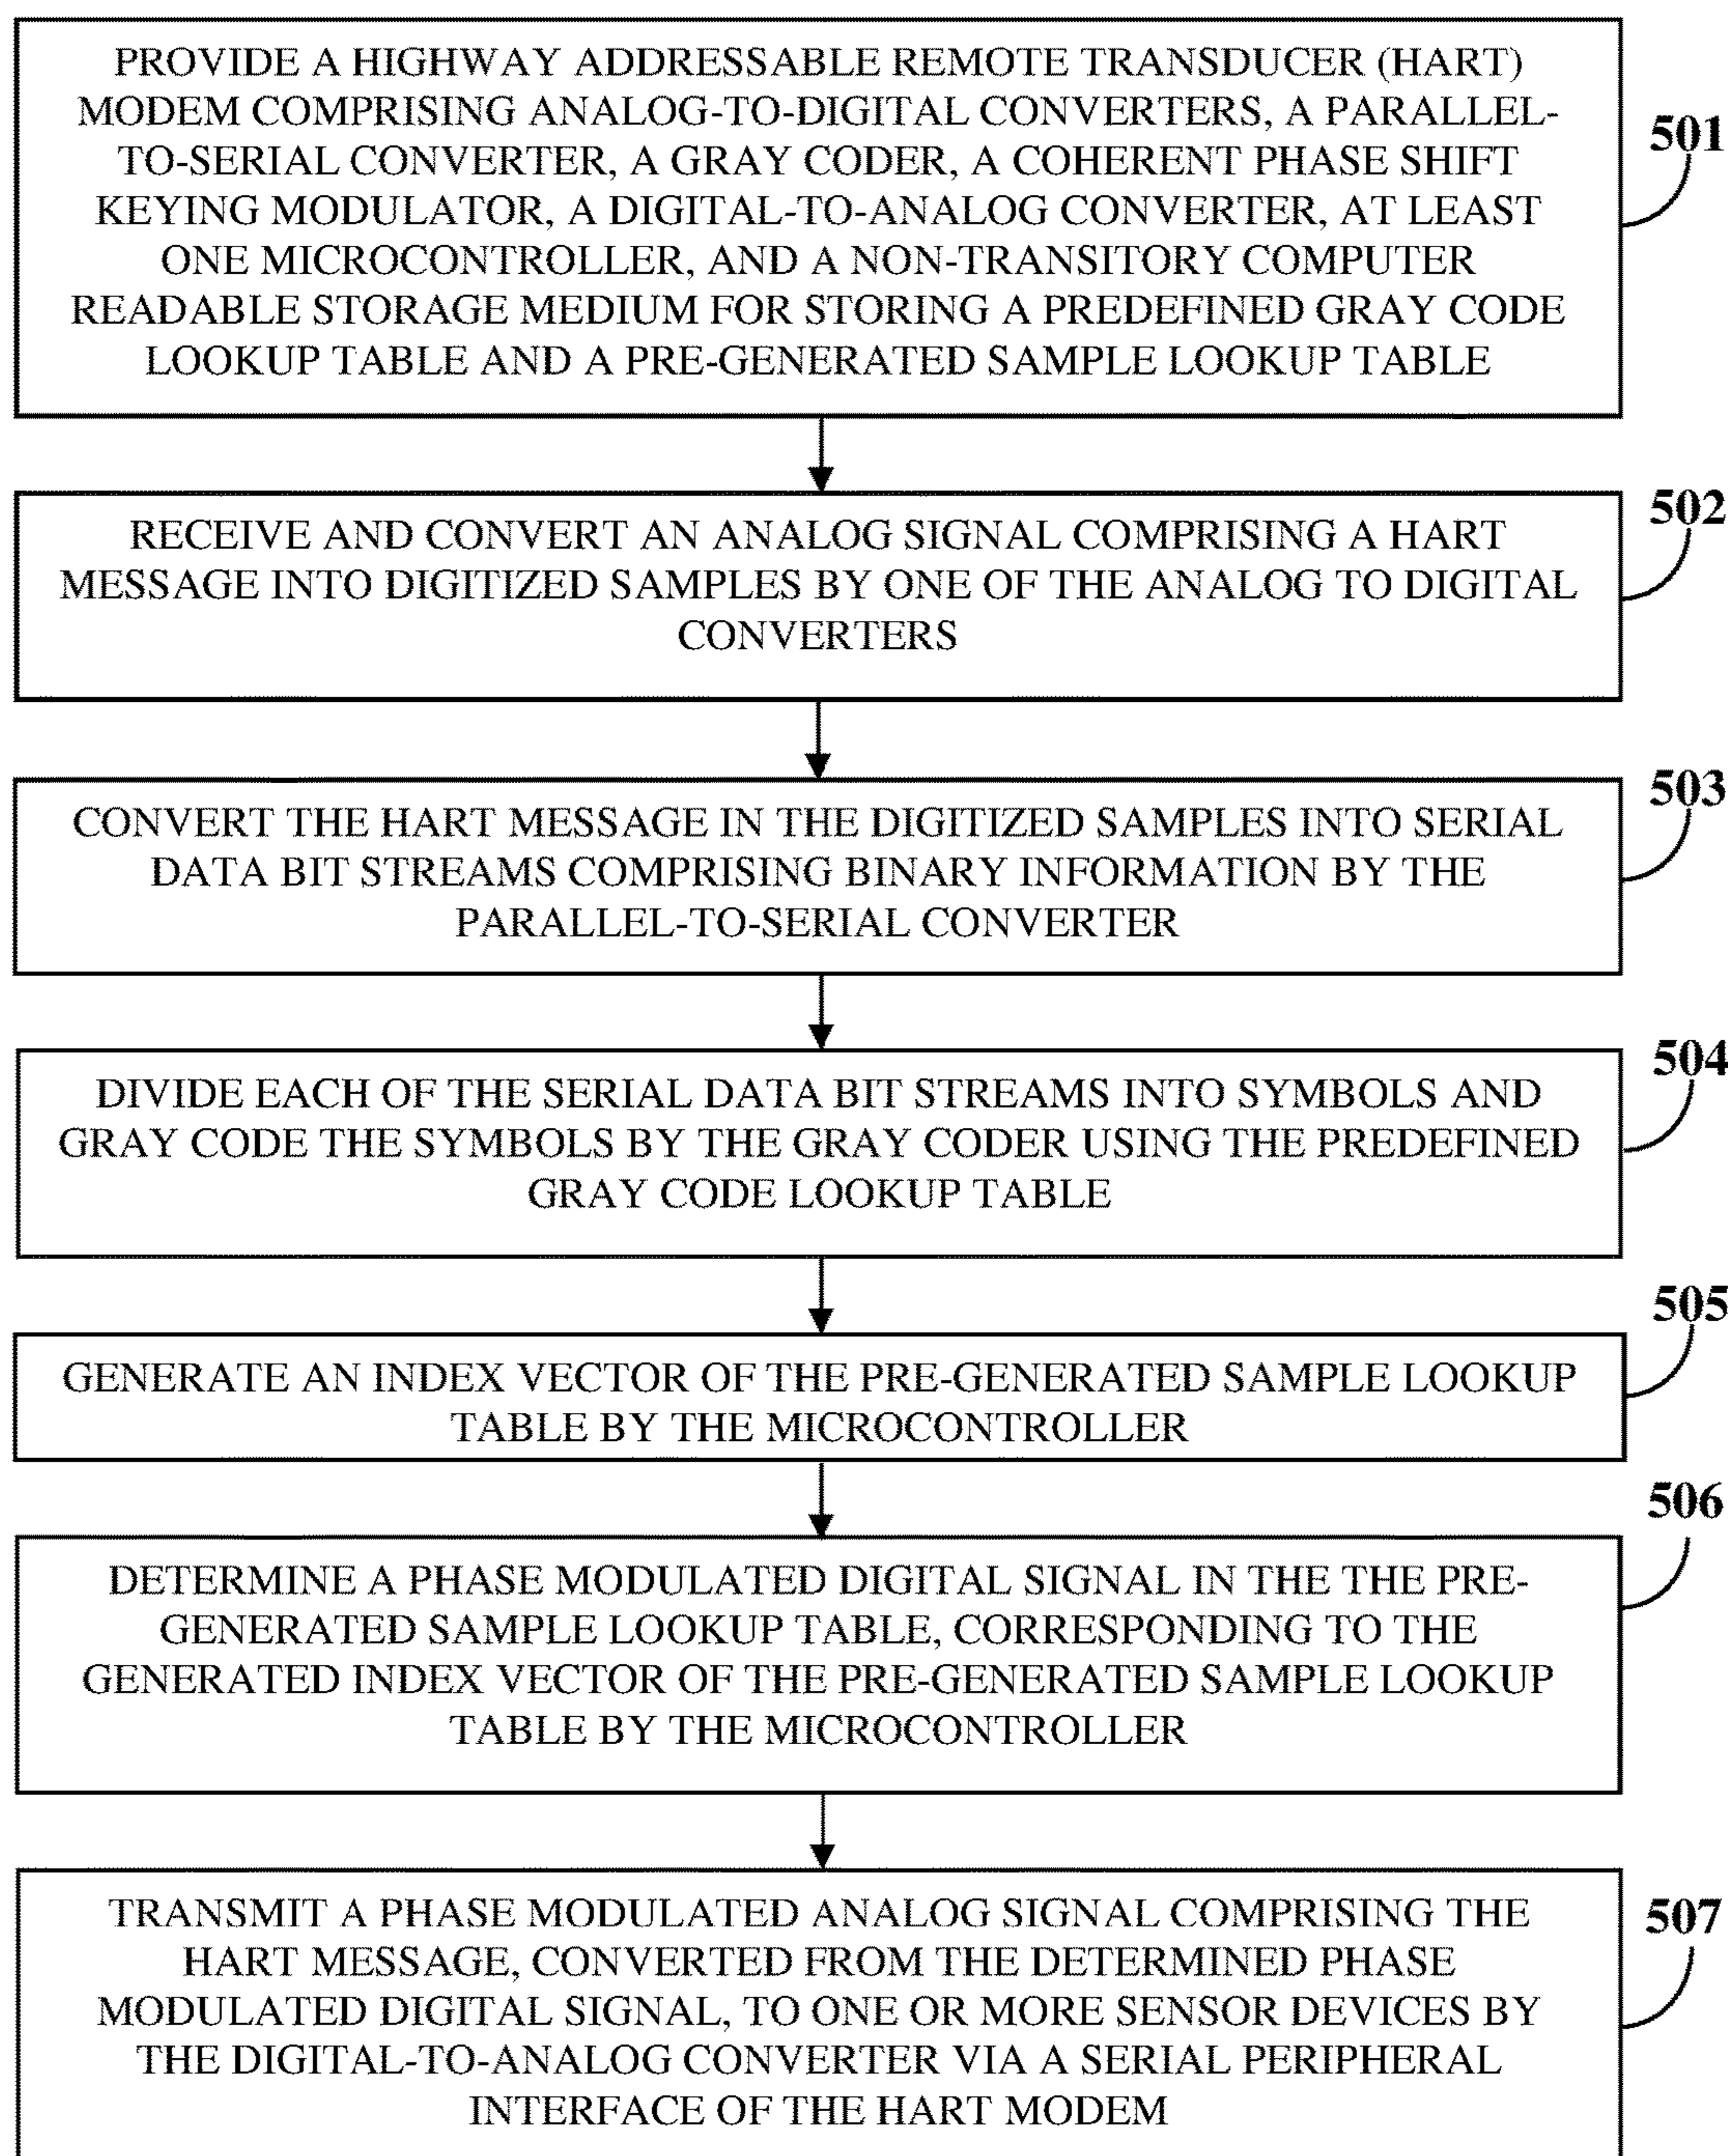 PROVIDE A HIGHWAY ADDRESSABLE REMOTE TRANSDUCER (HART)
MODEM COMPRISING ANALOG-TO-DIGITAL CONVERTERS, A PARALLEL-
TO-SERIAL CONVERTER, A GRAY CODER, A COHERENT PHASE SHIFT
KEYING MODULATOR, A DIGITAL-TO-ANALOG CONVERTER, AT LEAST
ONE MICROCONTROLLER, AND A NON-TRANSITORY COMPUTER
READABLE STORAGE MEDIUM FOR STORING A PREDEFINED GRAY CODE
LOOKUP TABLE AND A PRE-GENERATED SAMPLE LOOKUP TABLE
501
RECEIVE AND CONVERT AN ANALOG SIGNAL COMPRISING A HART
MESSAGE INTO DIGITIZED SAMPLES BY ONE OF THE ANALOG TO DIGITAL
CONVERTERS
502
CONVERT THE HART MESSAGE IN THE DIGITIZED SAMPLES INTO SERIAL
DATA BIT STREAMS COMPRISING BINARY INFORMATION BY THE
PARALLEL-TO-SERIAL CONVERTER
503
DIVIDE EACH OF THE SERIAL DATA BIT STREAMS INTO SYMBOLS AND
GRAY CODE THE SYMBOLS BY THE GRAY CODER USING THE PREDEFINED
GRAY CODE LOOKUP TABLE
504
GENERATE AN INDEX VECTOR OF THE PRE-GENERATED SAMPLE LOOKUP
TABLE BY THE MICROCONTROLLER
505
DETERMINE A PHASE MODULATED DIGITAL SIGNAL IN THE THE PRE-
GENERATED SAMPLE LOOKUP TABLE, CORRESPONDING TO THE
GENERATED INDEX VECTOR OF THE PRE-GENERATED SAMPLE LOOKUP
TABLE BY THE MICROCONTROLLER
506
TRANSMIT A PHASE MODULATED ANALOG SIGNAL COMPRISING THE
HART MESSAGE, CONVERTED FROM THE DETERMINED PHASE
MODULATED DIGITAL SIGNAL, TO ONE OR MORE SENSOR DEVICES BY
THE DIGITAL-TO-ANALOG CONVERTER VIA A SERIAL PERIPHERAL
INTERFACE OF THE HART MODEM
507